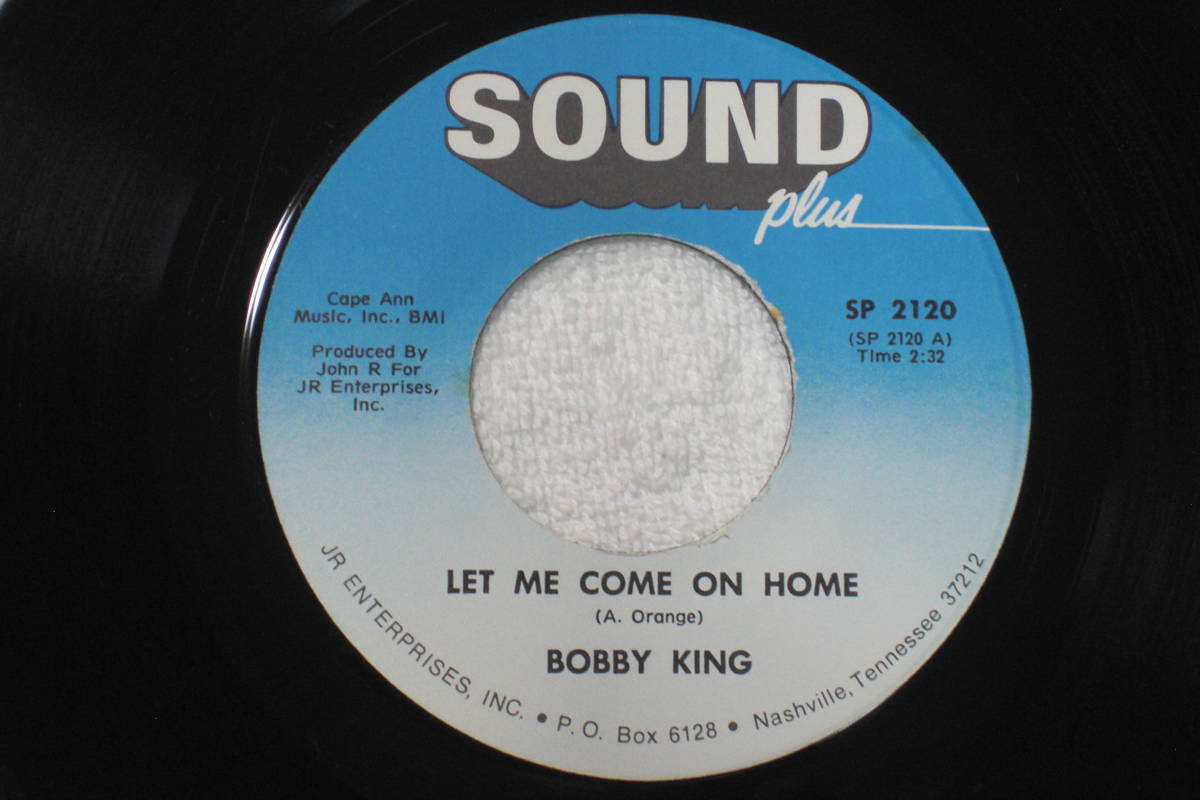 SOUND
plus
Cape Ann
Music, Inc., BMI
Produced By
John R For
JR Enterprises,
Inc.
SP 2120
(SP 2120 A)
Time 2:32
LET ME COME ON HOME
(A. Orange)
BOBBY KING
JR ENTERPRISES, INC. • P.O. Box 6128 • Nashville, Tennessee 37212